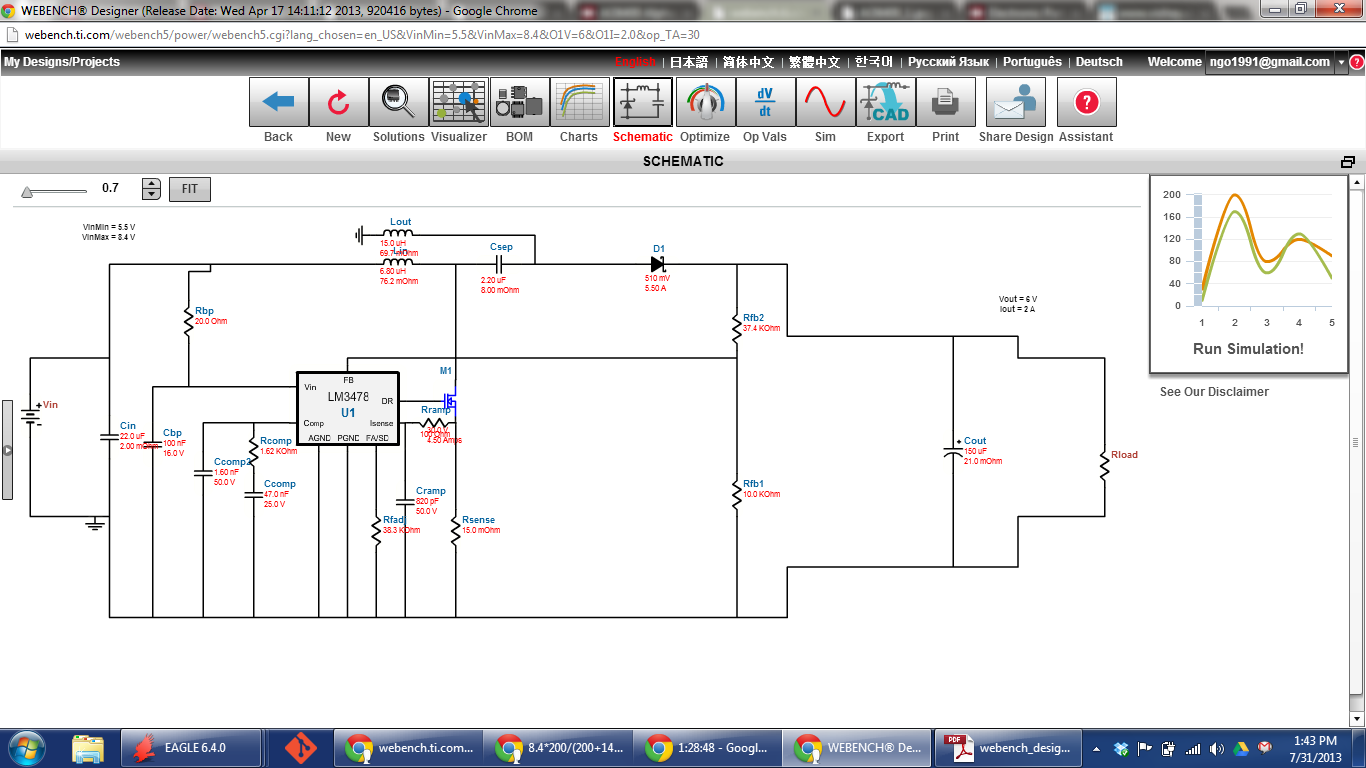 WEBENCH® Designer (Release Date: Wed Apr 17 14:11:12 2013, 920416 bytes) - Google Chrome
webench.ti.com/webench5/power/webench5.cgi?lang_chosen=en_US&VinMin=5.5&VinMax=8.4&O1V=6&O1I=2.0&op_TA=30
My Designs/Projects
English | 日本語 | 简体中文 | 繁體中文 | 한국어 | Русский Язык | Português | Deutsch
Welcome ngo1991@gmail.com
Back New Solutions Visualizer BOM Charts Schematic Optimize Op Vals Sim Export Print Share Design Assistant
dV
dt
CAD
SCHEMATIC
0.7
FIT
VinMin = 5.5 V
VinMax = 8.4 V
Lout
15.0 uH
69.7 mOhm
Lin
6.80 uH
76.2 mOhm
Csep
2.20 uF
8.00 mOhm
D1
510 mV
5.50 A
Rbp
20.0 Ohm
Rfb2
37.4 KOhm
Vout = 6 V
Iout = 2 A
M1
FB
Vin
LM3478
DR
U1
Comp
Isense
AGND PGND FA/SD
Rramp
100 Ohm
4.50 Amps
+Vin
-
Cin
22.0 uF
2.00 mOhm
Cbp
100 nF
16.0 V
Rcomp
1.62 KOhm
Ccomp2
1.60 nF
50.0 V
Ccomp
47.0 nF
25.0 V
Cramp
820 pF
50.0 V
Rfadj
38.3 KOhm
Rsense
15.0 mOhm
Rfb1
10.0 KOhm
+ Cout
150 uF
21.0 mOhm
Rload
200
160
120
80
40
0
1 2 3 4 5
Run Simulation!
See Our Disclaimer
EAGLE 6.4.0
webench.ti.com...
8.4*200/(200+14...
1:28:48 - Googl...
WEBENCH® De...
PDF
webench_desig...
1:43 PM
7/31/2013